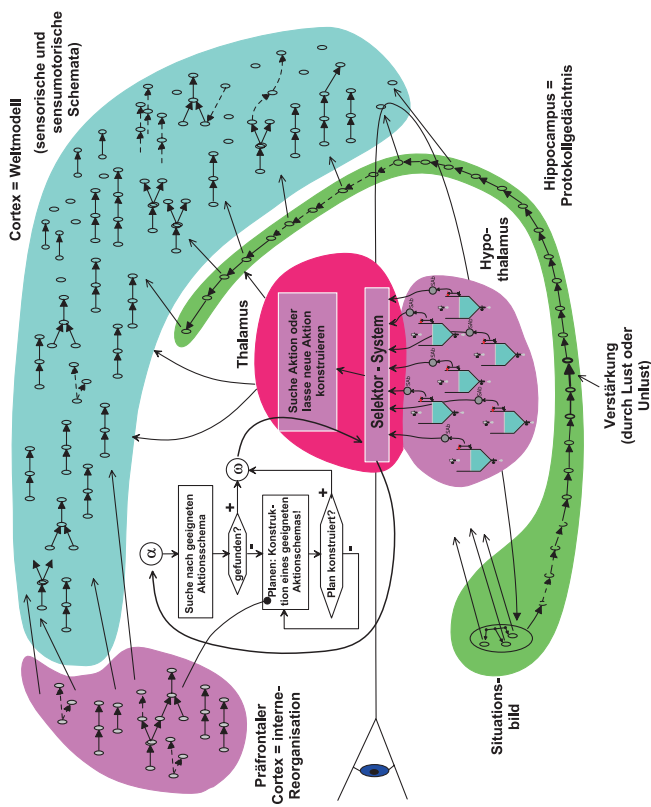 Cortex = Weltmodell
(sensorische und
sensumotorische
Schemata)
Thalamus
Suche Aktion oder
lasse neue Aktion
konstruieren
Selektor - System
Hypo-
thalamus
Hippocampus =
Protokollgedächtnis
Verstärkung
(durch Lust oder
Unlust)
α
Suche nach geeigneten
Aktionsschema
gefunden?
+
-
ω
Planen: Konstruk-
tion eines geeigneten
Aktionschemas!
Plan konstruiert?
+
-
Präfrontaler
Cortex = interne-
Reorganisation
Situations-
bild